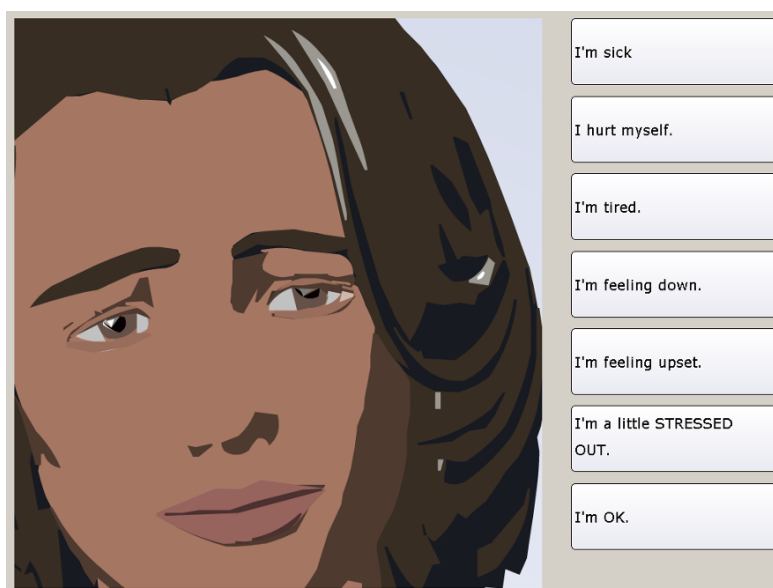 I'm sick
I hurt myself.
I'm tired.
I'm feeling down.
I'm feeling upset.
I'm a little STRESSED
OUT.
I'm OK.